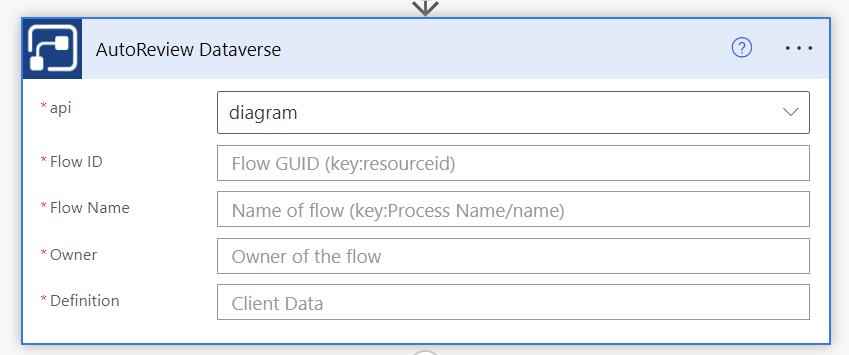 AutoReview Dataverse
* api
diagram
* Flow ID
Flow GUID (key:resourceid)
* Flow Name
Name of flow (key:Process Name/name)
* Owner
Owner of the flow
* Definition
Client Data